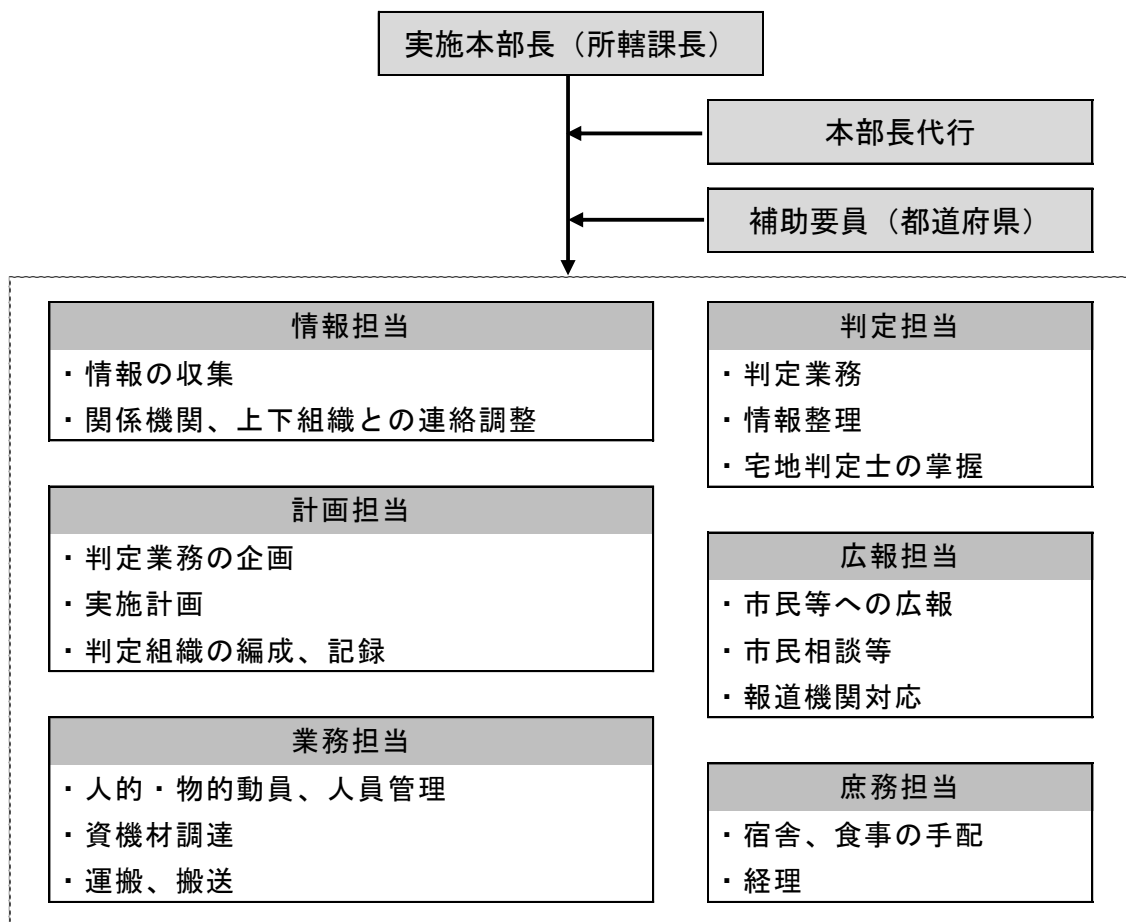 実施本部長（所轄課長）
本部長代行
補助要員（都道府県）
情報担当
・情報の収集
・関係機関、上下組織との連絡調整
計画担当
・判定業務の企画
・実施計画
・判定組織の編成、記録
業務担当
・人的・物的動員、人員管理
・資機材調達
・運搬、搬送
判定担当
・判定業務
・情報整理
・宅地判定士の掌握
広報担当
・市民等への広報
・市民相談等
・報道機関対応
庶務担当
・宿舎、食事の手配
・経理